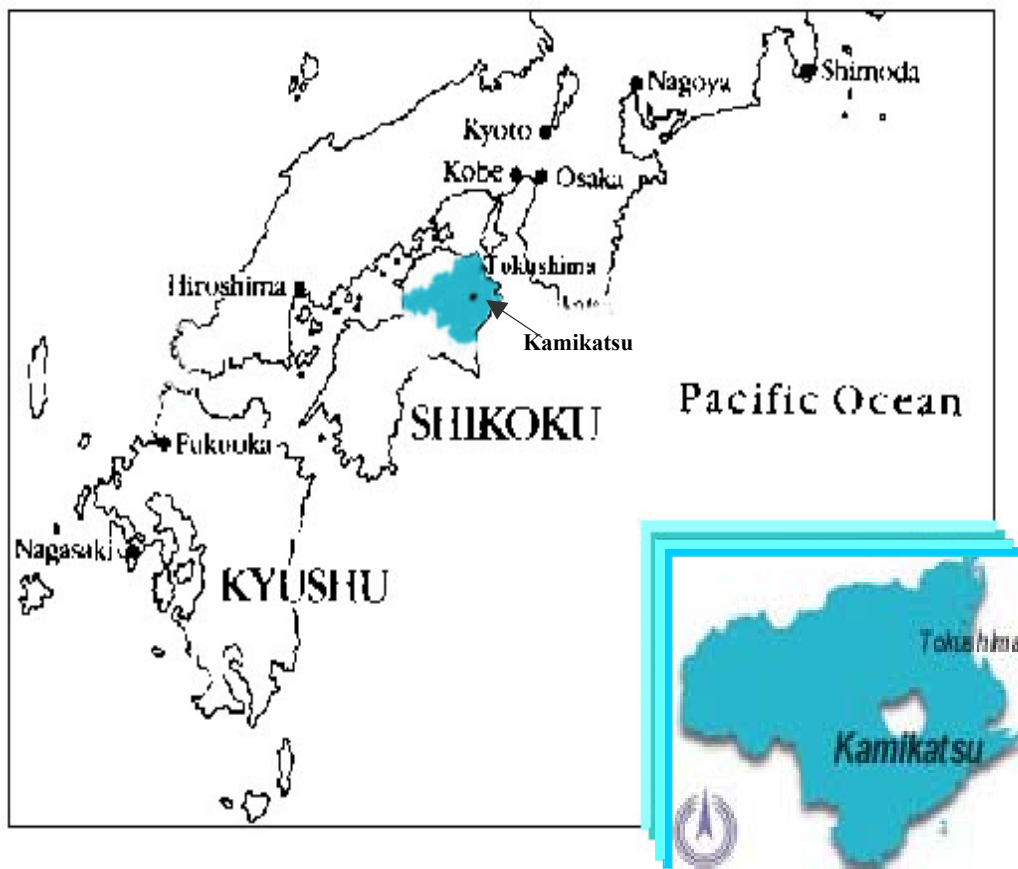 Shimoda
Nagoya
Kyoto
Kobe
Osaka
Tokushima
Hiroshima
Kamikatsu
Pacific Ocean
SHIKOKU
Fukuoka
Nagasaki
KYUSHU
Tokushima
Kamikatsu